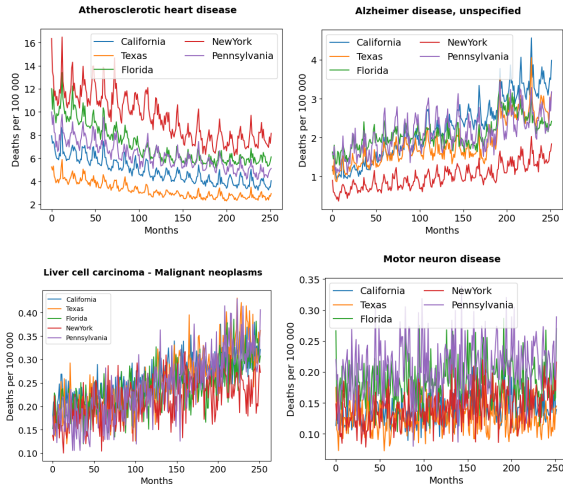 Atherosclerotic heart disease
Deaths per 100 000
16
14
12
10
8
6
4
2
California
Texas
Florida
NewYork
Pennsylvania
0 50 100 150 200 250
Months
Alzheimer disease, unspecified
Deaths per 100 000
4
3
2
1
California
Texas
Florida
NewYork
Pennsylvania
0 50 100 150 200 250
Months
Liver cell carcinoma - Malignant neoplasms
Deaths per 100 000
0.40
0.35
0.30
0.25
0.20
0.15
0.10
California
Texas
Florida
NewYork
Pennsylvania
0 50 100 150 200 250
Months
Motor neuron disease
Deaths per 100 000
0.35
0.30
0.25
0.20
0.15
0.10
California
Texas
Florida
NewYork
Pennsylvania
0 50 100 150 200 250
Months